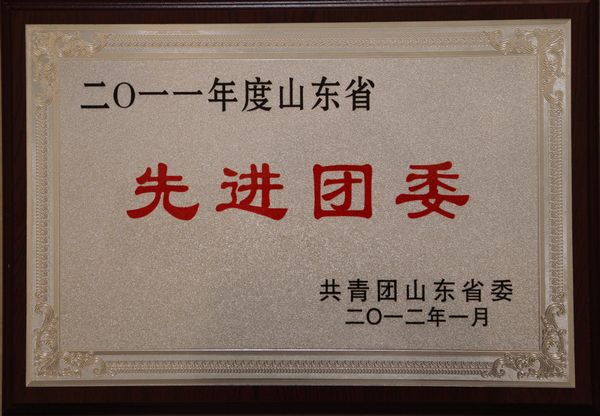 二〇一一年度山东省
先进团委
共青团山东省委
二〇一二年一月